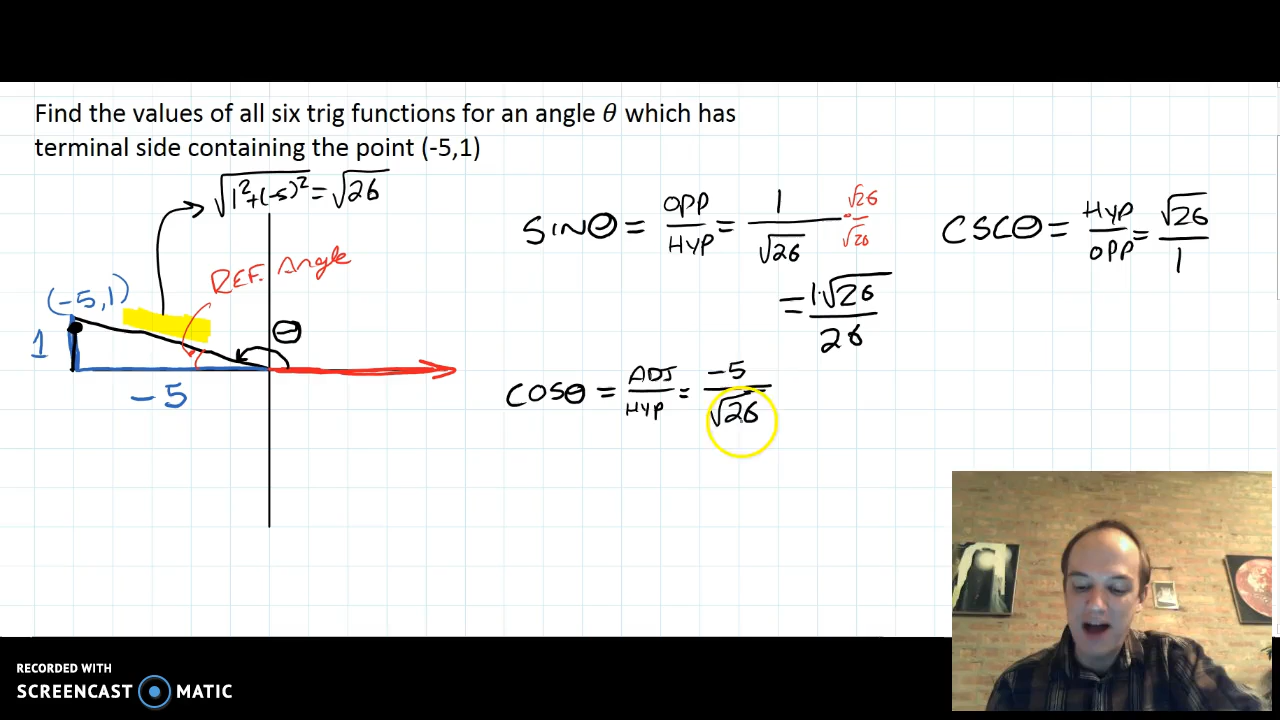 Find the values of all six trig functions for an angle θ which has
terminal side containing the point (-5,1)
√(1²+(-5)²) = √26
REF. Angle
(-5,1)
1
-5
θ
SINθ = OPP/HYP = 1/√26 · √26/√26
= 1·√26/26
CSCθ = HYP/OPP = √26/1
COSθ = ADJ/HYP = -5/√26
RECORDED WITH
SCREENCAST MATIC